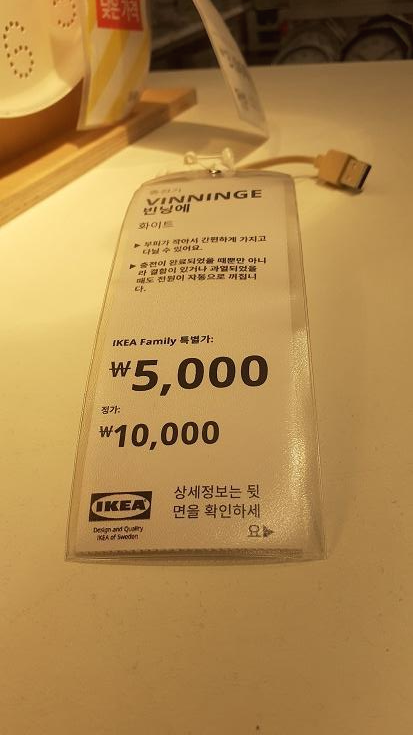 낮은
가격
6
충전기
VINNINGE
빈닝에
화이트
▶ 부피가 작아서 간편하게 가지고
다닐 수 있어요.
▶ 충전이 완료되었을 때뿐만 아니
라 결함이 있거나 과열되었을
때도 전원이 자동으로 꺼집니
다.
IKEA Family 특별가:
₩5,000
정가:
₩10,000
IKEA
Design and Quality
IKEA of Sweden
상세정보는 뒷
면을 확인하세
요▶